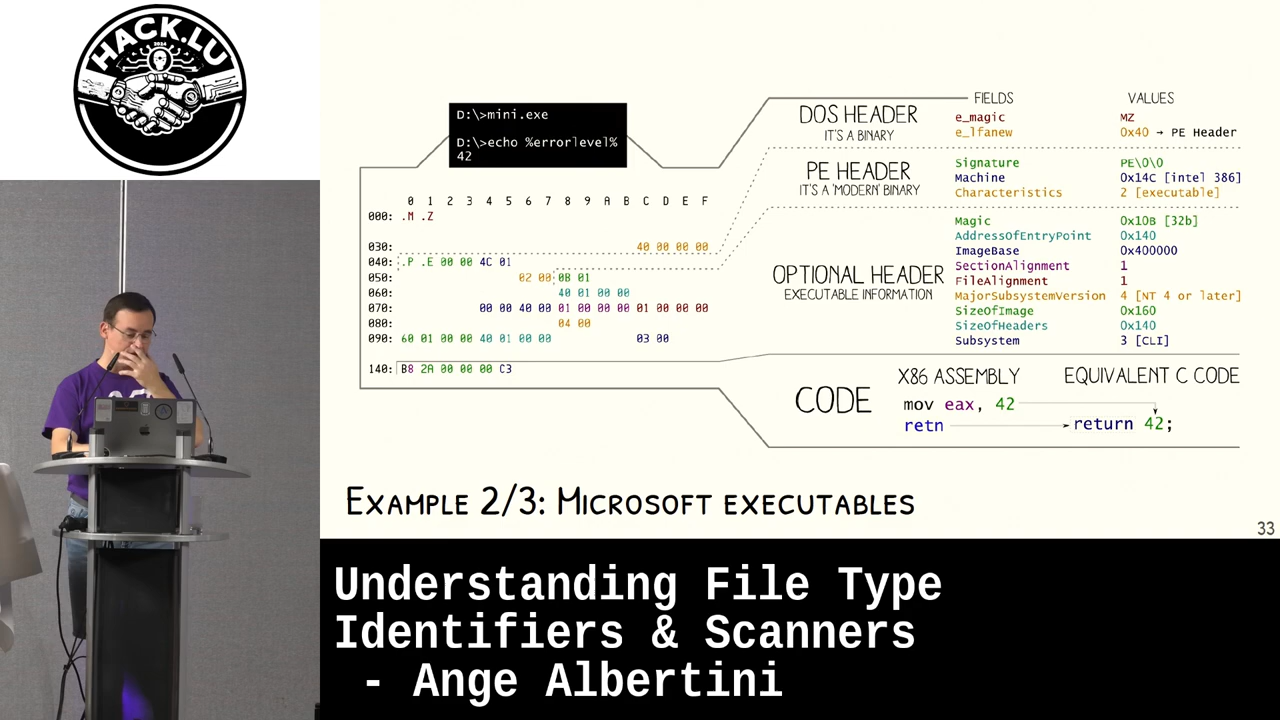 HACK.LU
2024
D:\>mini.exe
D:\>echo %errorlevel%
42
0 1 2 3 4 5 6 7 8 9 A B C D E F
000: .M .Z
030: 40 00 00 00
040: .P .E 00 00 4C 01
050: 02 00 0B 01
060: 40 01 00 00
070: 00 00 40 00 01 00 00 00 01 00 00 00
080: 04 00
090: 60 01 00 00 40 01 00 00 03 00
140: B8 2A 00 00 00 C3
FIELDS VALUES
DOS HEADER
IT'S A BINARY
e_magic MZ
e_lfanew 0x40 → PE Header
PE HEADER
IT'S A 'MODERN' BINARY
Signature PE\0\0
Machine 0x14C [intel 386]
Characteristics 2 [executable]
OPTIONAL HEADER
EXECUTABLE INFORMATION
Magic 0x10B [32b]
AddressOfEntryPoint 0x140
ImageBase 0x400000
SectionAlignment 1
FileAlignment 1
MajorSubsystemVersion 4 [NT 4 or later]
SizeOfImage 0x160
SizeOfHeaders 0x140
Subsystem 3 [CLI]
CODE
X86 ASSEMBLY EQUIVALENT C CODE
mov eax, 42
retn return 42;
EXAMPLE 2/3: MICROSOFT EXECUTABLES
33
Understanding File Type
Identifiers & Scanners
- Ange Albertini